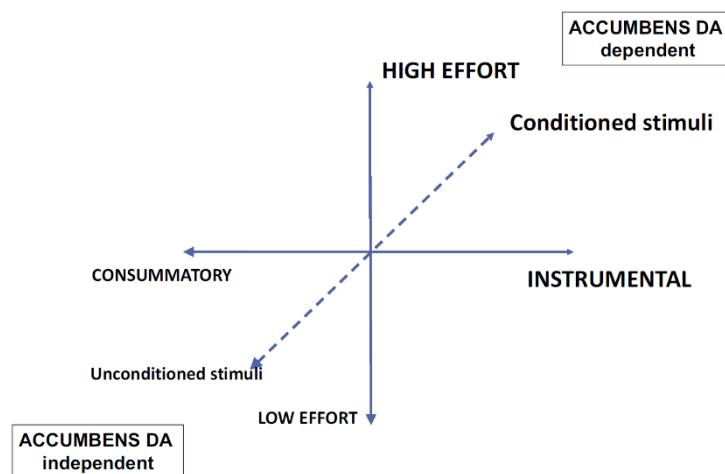 ACCUMBENS DA
dependent
HIGH EFFORT
Conditioned stimuli
CONSUMMATORY
INSTRUMENTAL
Unconditioned stimuli
LOW EFFORT
ACCUMBENS DA
independent